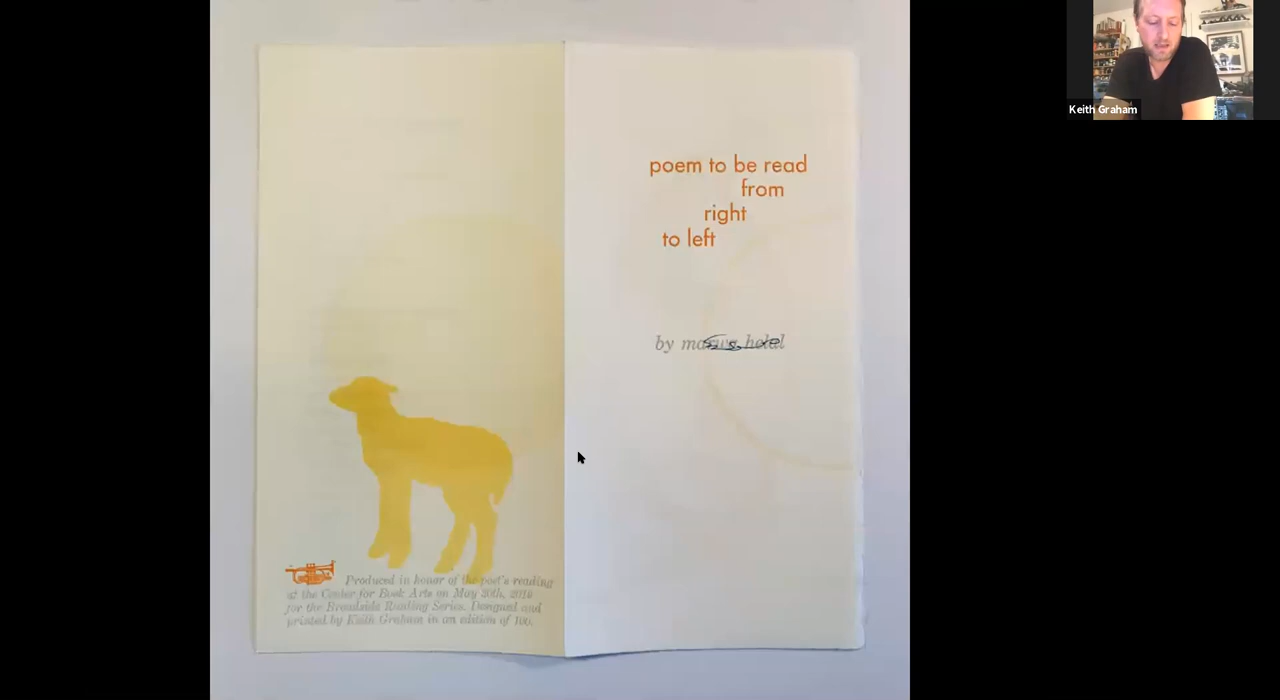 Keith Graham
poem to be read
from
right
to left
by marwa helal
Produced in honor of the poet's reading
at the Center for Book Arts on May 30th, 2019
for the Broadside Reading Series. Designed and
printed by Keith Graham in an edition of 100.